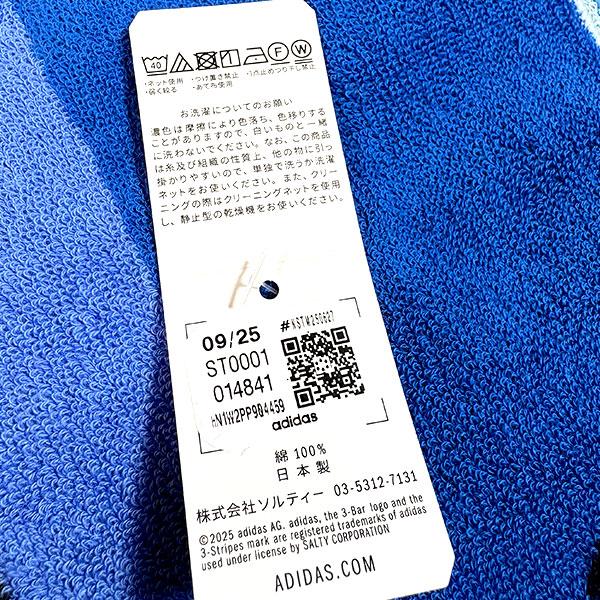 40
・ネット使用 ・つけ置き禁止 ・1点止めつり干し禁止
・弱く絞る ・あて布使用
お洗濯についてのお願い
濃色は摩擦により色落ち、色移りする
ことがありますので、白いものと一緒
に洗わないでください。なお、この商品
は糸及び組織の性質上、他の物に引っ
掛かりやすいので、単独で洗うか洗濯
ネットをお使いください。また、クリー
ニングの際はクリーニングネットを使用
し、静止型の乾燥機をお使いください。
09/25
ST0001
014841
HN1W2PP904459
#KSTM250627
adidas
綿 100%
日本製
株式会社ソルティー 03-5312-7131
©2025 adidas AG. adidas, the 3-Bar logo and the
3-Stripes mark are registered trademarks of adidas
used under license by SALTY CORPORATION
ADIDAS.COM